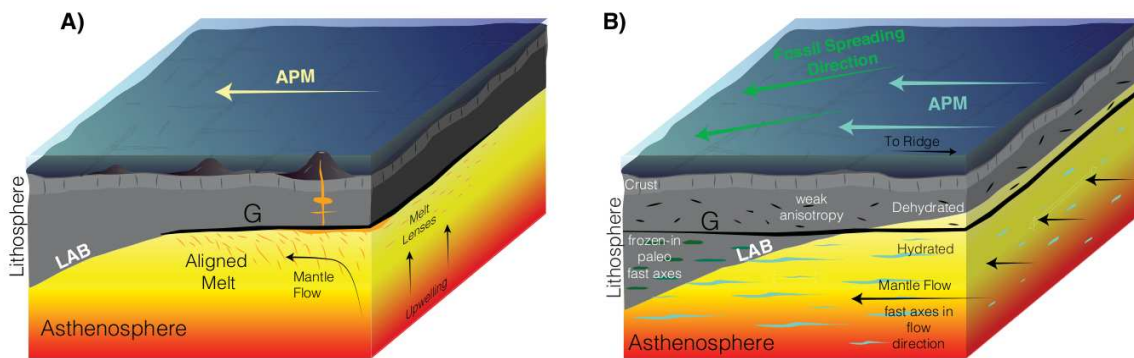 A)
APM
Lithosphere
G
LAB
Aligned
Melt
Mantle
Flow
Melt
Lenses
Upwelling
Asthenosphere
B)
Fossil Spreading
Direction
APM
To Ridge
Lithosphere
Crust
weak
anisotropy
Dehydrated
G
frozen-in
paleo
fast axes
LAB
Hydrated
Mantle Flow
fast axes in
flow
direction
Asthenosphere